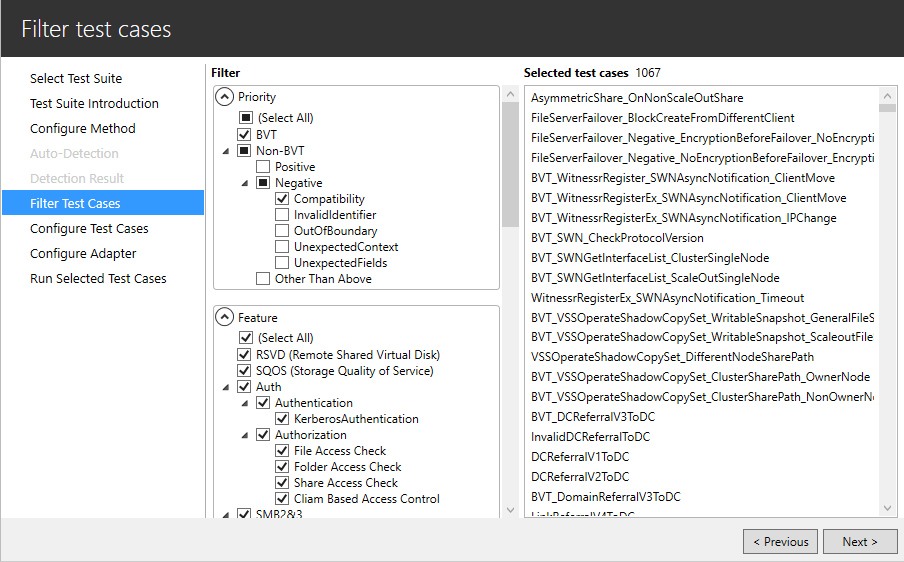 Filter test cases
Select Test Suite
Test Suite Introduction
Configure Method
Auto-Detection
Detection Result
Filter Test Cases
Configure Test Cases
Configure Adapter
Run Selected Test Cases
Filter
Priority
(Select All)
BVT
Non-BVT
Positive
Negative
Compatibility
InvalidIdentifier
OutOfBoundary
UnexpectedContext
UnexpectedFields
Other Than Above
Feature
(Select All)
RSVD (Remote Shared Virtual Disk)
SQOS (Storage Quality of Service)
Auth
Authentication
KerberosAuthentication
Authorization
File Access Check
Folder Access Check
Share Access Check
Cliam Based Access Control
SMB2&3
Selected test cases 1067
AsymmetricShare_OnNonScaleOutShare
FileServerFailover_BlockCreateFromDifferentClient
FileServerFailover_Negative_EncryptionBeforeFailover_NoEncryptio
FileServerFailover_Negative_NoEncryptionBeforeFailover_Encryptio
BVT_WitnessrRegister_SWNAsyncNotification_ClientMove
BVT_WitnessrRegisterEx_SWNAsyncNotification_ClientMove
BVT_WitnessrRegisterEx_SWNAsyncNotification_IPChange
BVT_SWN_CheckProtocolVersion
BVT_SWNGetInterfaceList_ClusterSingleNode
BVT_SWNGetInterfaceList_ScaleOutSingleNode
WitnessrRegisterEx_SWNAsyncNotification_Timeout
BVT_VSSOperateShadowCopySet_WritableSnapshot_GeneralFileS
BVT_VSSOperateShadowCopySet_WritableSnapshot_ScaleoutFile
VSSOperateShadowCopySet_DifferentNodeSharePath
BVT_VSSOperateShadowCopySet_ClusterSharePath_OwnerNode
BVT_VSSOperateShadowCopySet_ClusterSharePath_NonOwnerNo
BVT_DCReferralV3ToDC
InvalidDCReferralToDC
DCReferralV1ToDC
DCReferralV2ToDC
BVT_DomainReferralV3ToDC
LinkReferralV4ToDC
< Previous
Next >